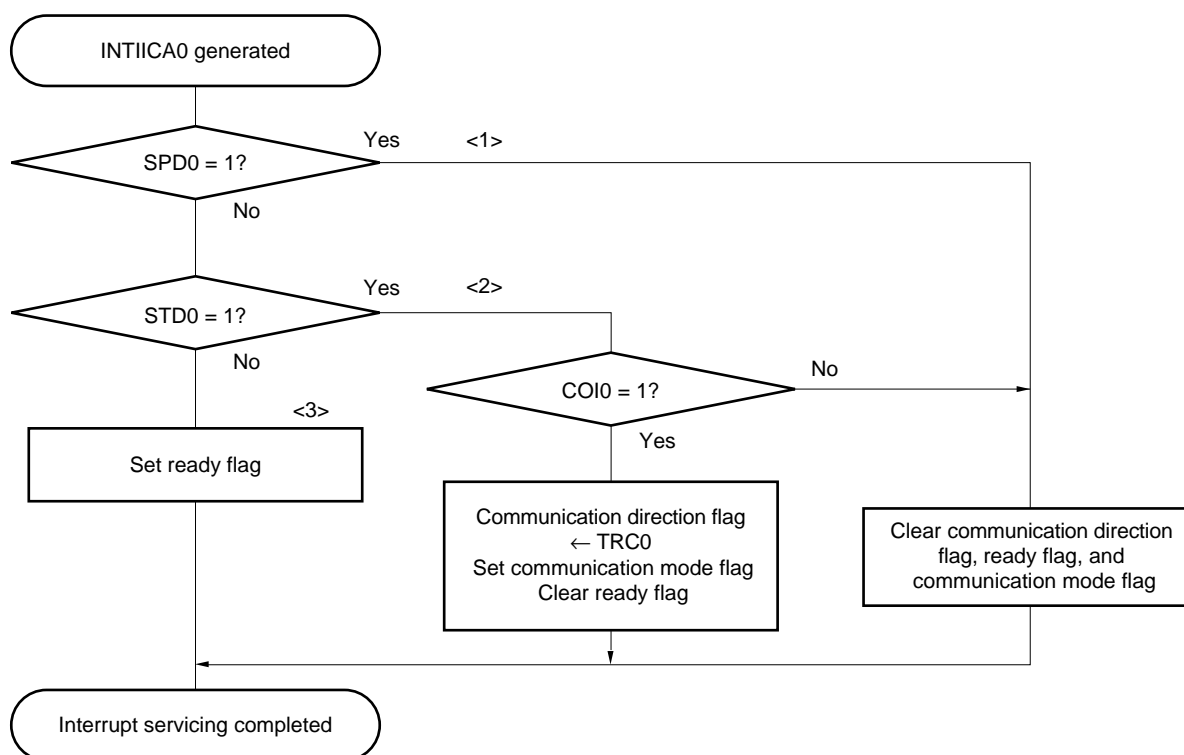 INTIICA0 generated
Yes
<1>
SPD0 = 1?
No
Yes
<2>
STD0 = 1?
No
No
COI0 = 1?
<3>
Yes
Set ready flag
Communication direction flag
← TRC0
Set communication mode flag
Clear ready flag
Clear communication direction
flag, ready flag, and
communication mode flag
Interrupt servicing completed